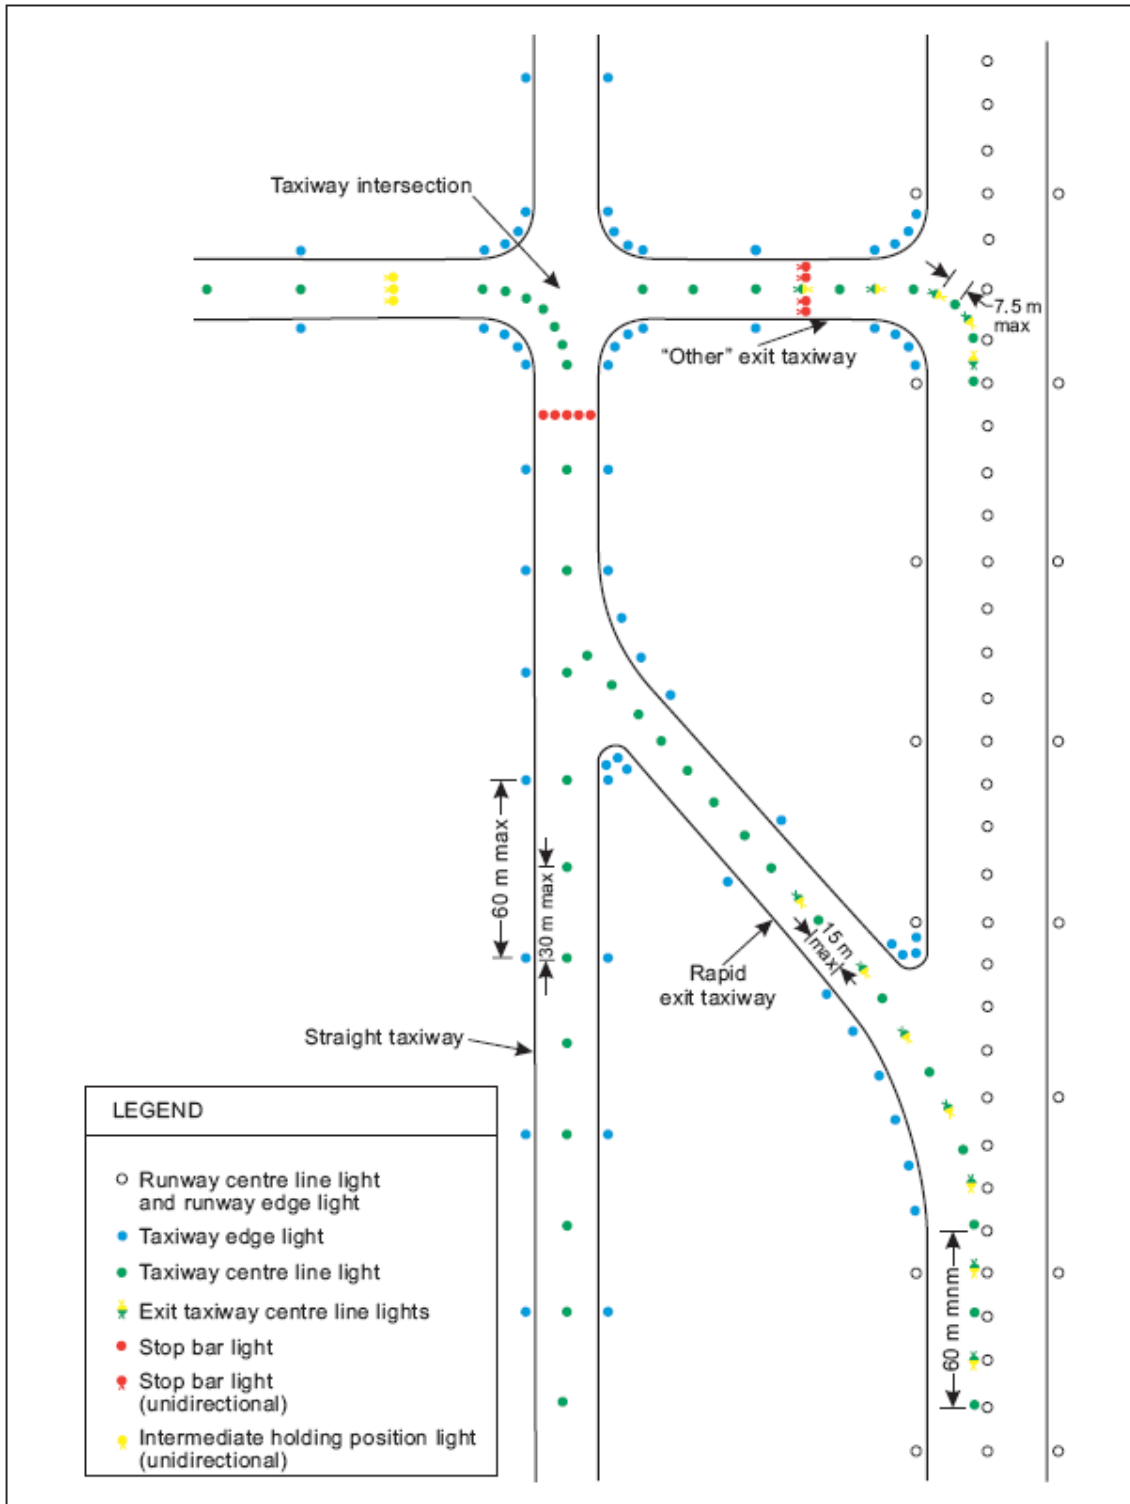 Taxiway intersection
7.5 m
max
“Other” exit taxiway
60 m max
30 m max
15 m
max
Rapid
exit taxiway
Straight taxiway
60 m mnm
LEGEND
Runway centre line light
and runway edge light
Taxiway edge light
Taxiway centre line light
Exit taxiway centre line lights
Stop bar light
Stop bar light
(unidirectional)
Intermediate holding position light
(unidirectional)